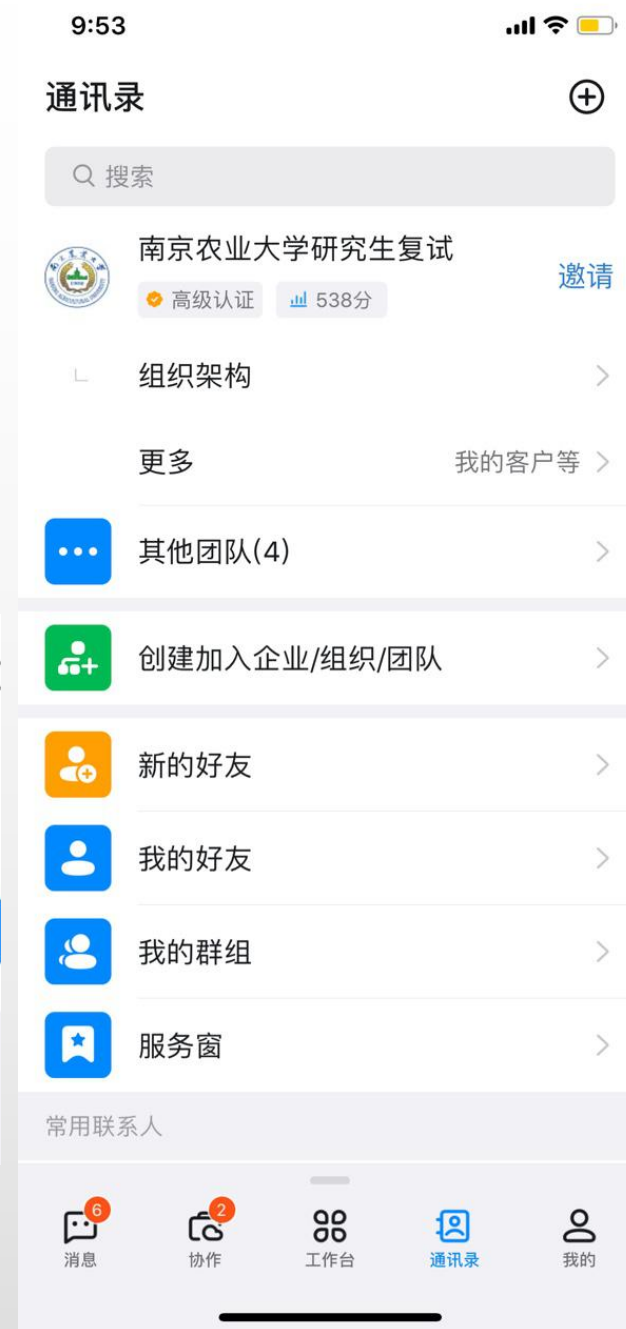 9:53
通讯录
搜索
南京农业大学研究生复试
高级认证 538分
邀请
组织架构
更多 我的客户等
其他团队(4)
创建加入企业/组织/团队
新的好友
我的好友
我的群组
服务窗
常用联系人
6 2
消息 协作 工作台 通讯录 我的